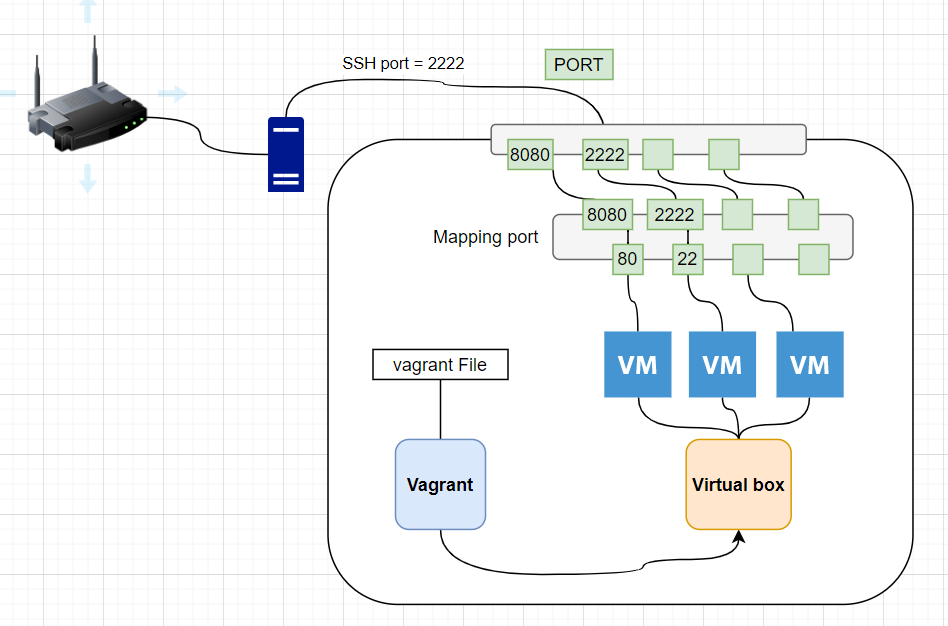 SSH port = 2222
PORT
8080
2222
8080
2222
Mapping port
80
22
vagrant File
VM
VM
VM
Vagrant
Virtual box